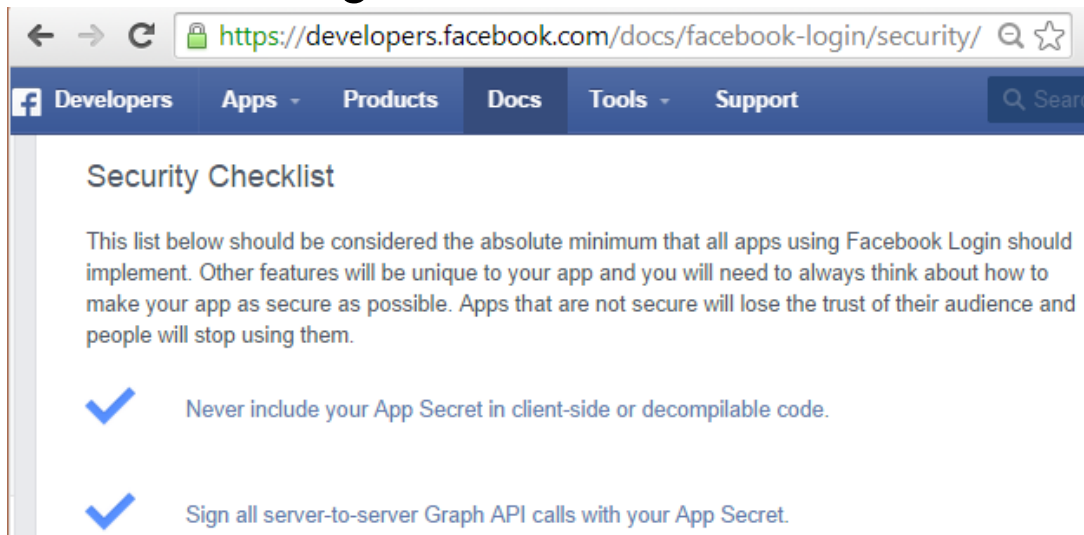 https://developers.facebook.com/docs/facebook-login/security/
Developers Apps Products Docs Tools Support
Security Checklist
This list below should be considered the absolute minimum that all apps using Facebook Login should
implement. Other features will be unique to your app and you will need to always think about how to
make your app as secure as possible. Apps that are not secure will lose the trust of their audience and
people will stop using them.
Never include your App Secret in client-side or decompilable code.
Sign all server-to-server Graph API calls with your App Secret.